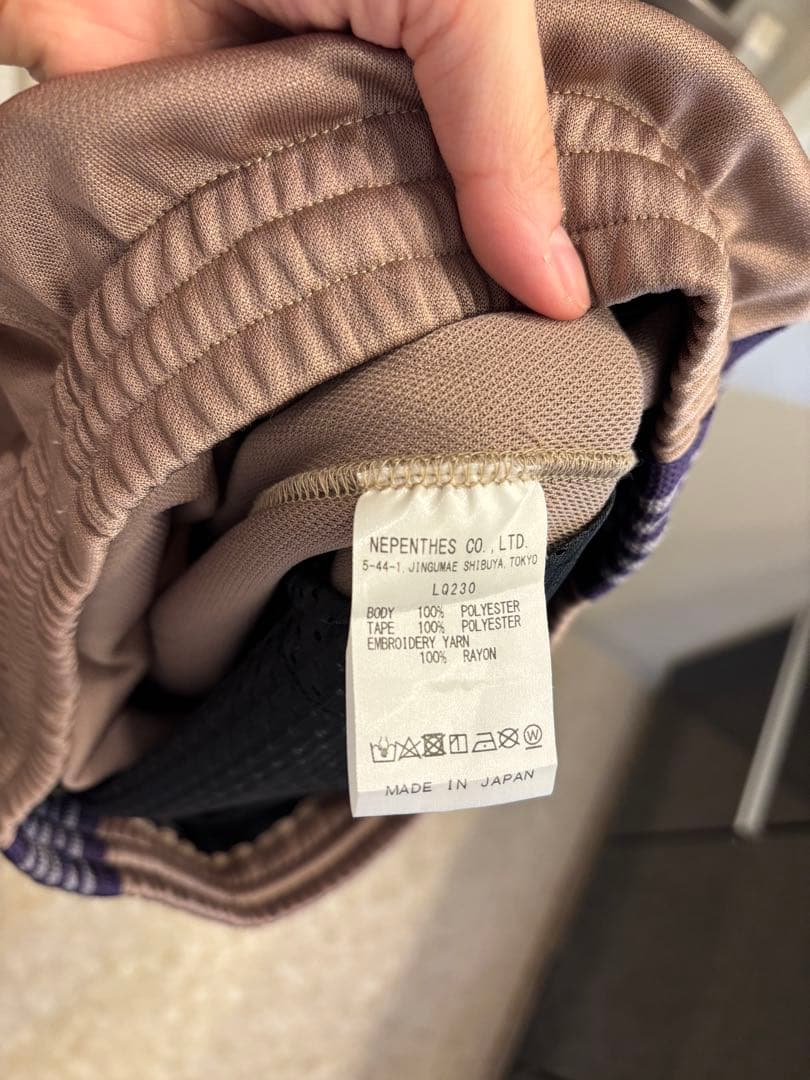 NEPENTHES CO., LTD.
5-44-1, JINGUMAE SHIBUYA, TOKYO
LQ230
BODY 100% POLYESTER
TAPE 100% POLYESTER
EMBROIDERY YARN
100% RAYON
W
MADE IN JAPAN